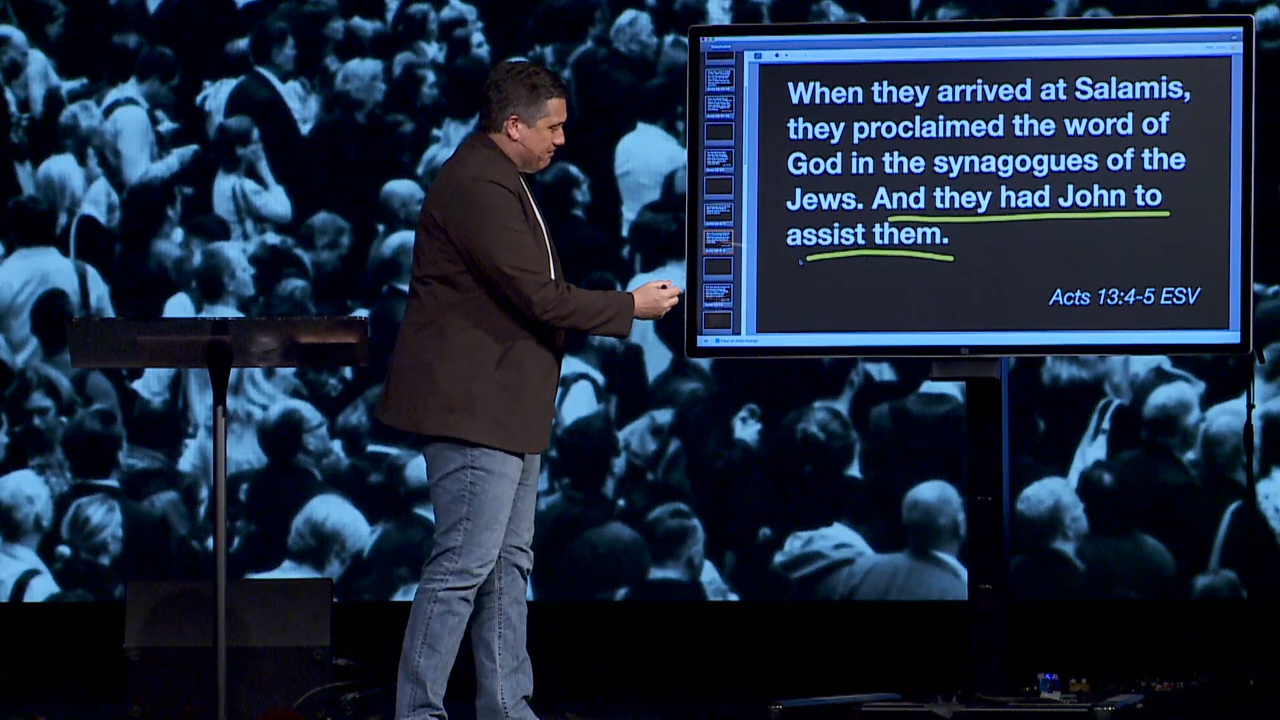 When they arrived at Salamis,
they proclaimed the word of
God in the synagogues of the
Jews. And they had John to
assist them.
Acts 13:4-5 ESV